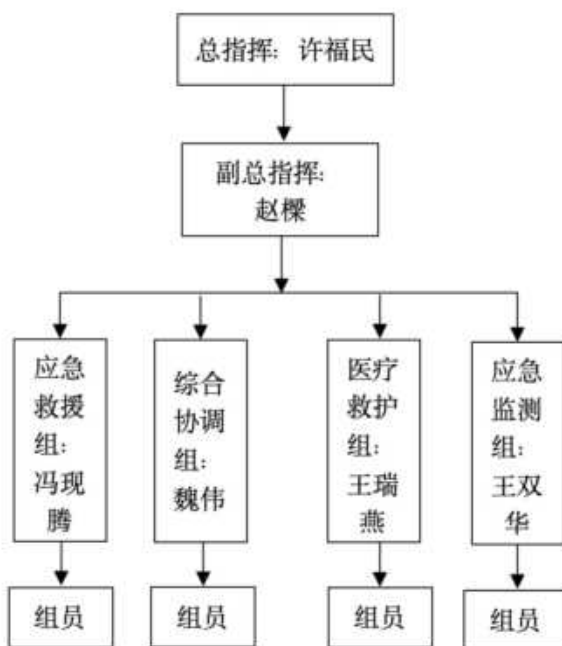 总指挥：许福民
副总指挥：
赵樑
应急
救援
组：
冯现
腾
综合
协调
组：
魏伟
医疗
救护
组：
王瑞
燕
应急
监测
组：
王双
华
组员
组员
组员
组员